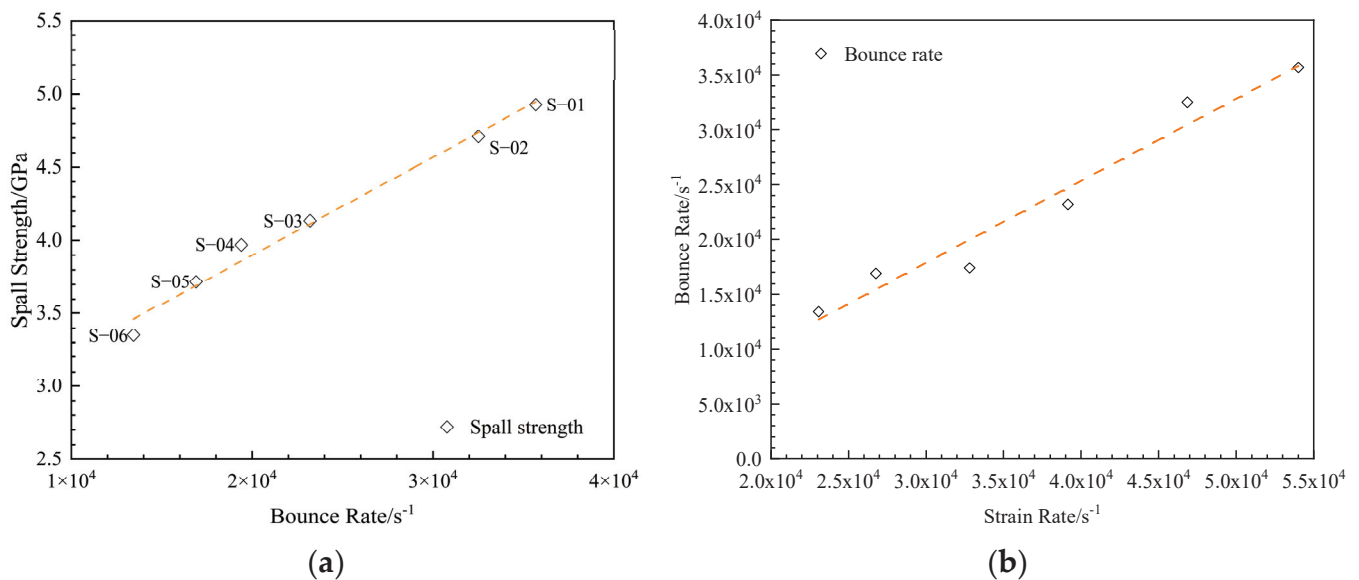 5.5
5.0
4.5
4.0
3.5
3.0
2.5
Spall Strength/GPa
S−01
S−02
S−03
S−04
S−05
S−06
Spall strength
1×10⁴
2×10⁴
3×10⁴
4×10⁴
Bounce Rate/s⁻¹
(a)
4.0x10⁴
3.5x10⁴
3.0x10⁴
2.5x10⁴
2.0x10⁴
1.5x10⁴
1.0x10⁴
5.0x10³
0.0
Bounce Rate/s⁻¹
Bounce rate
2.0x10⁴
2.5x10⁴
3.0x10⁴
3.5x10⁴
4.0x10⁴
4.5x10⁴
5.0x10⁴
5.5x10⁴
Strain Rate/s⁻¹
(b)